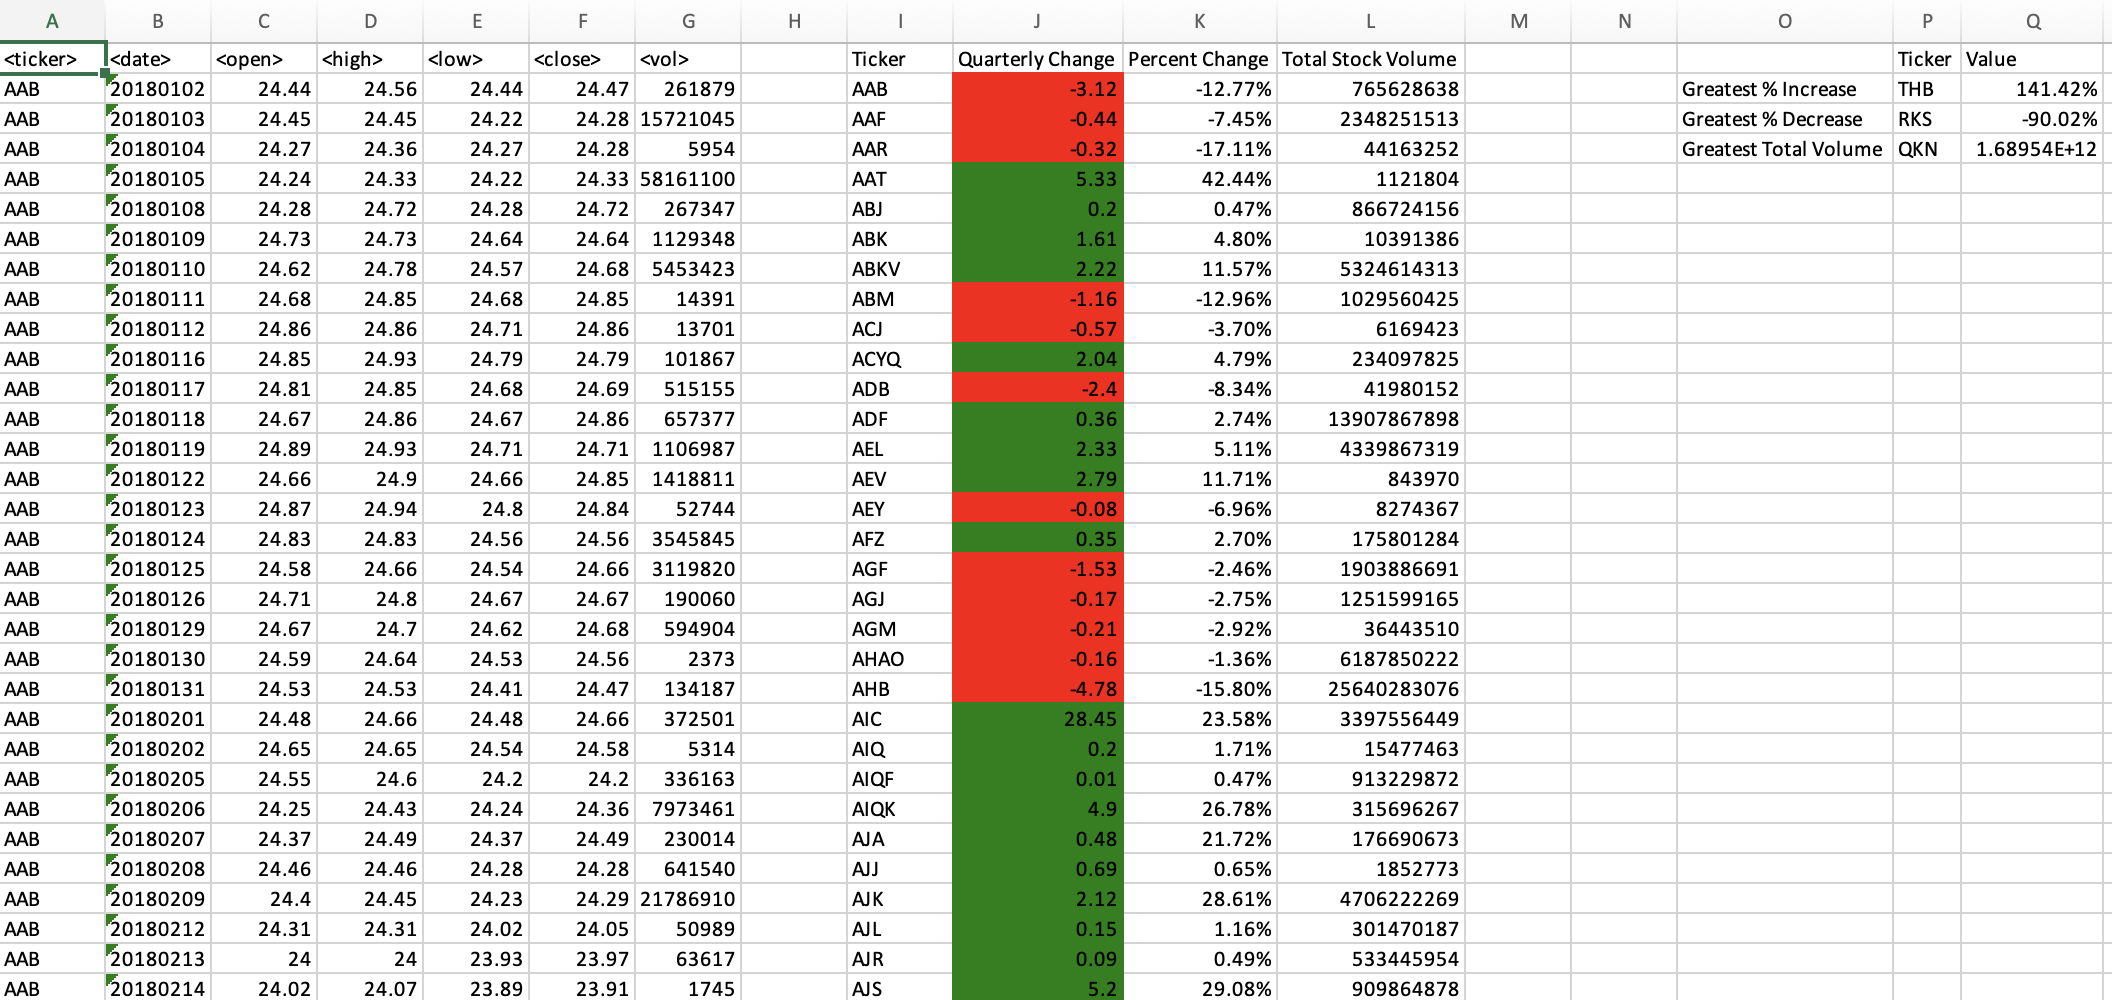 A B C D E F G H I J K L M N O P Q
<ticker> <date> <open> <high> <low> <close> <vol> Ticker Quarterly Change Percent Change Total Stock Volume Ticker Value
AAB 20180102 24.44 24.56 24.44 24.47 261879 AAB -3.12 -12.77% 765628638 Greatest % Increase THB 141.42%
AAB 20180103 24.45 24.45 24.22 24.28 15721045 AAF -0.44 -7.45% 2348251513 Greatest % Decrease RKS -90.02%
AAB 20180104 24.27 24.36 24.27 24.28 5954 AAR -0.32 -17.11% 44163252 Greatest Total Volume QKN 1.68954E+12
AAB 20180105 24.24 24.33 24.22 24.33 58161100 AAT 5.33 42.44% 1121804
AAB 20180108 24.28 24.72 24.28 24.72 267347 ABJ 0.2 0.47% 866724156
AAB 20180109 24.73 24.73 24.64 24.64 1129348 ABK 1.61 4.80% 10391386
AAB 20180110 24.62 24.78 24.57 24.68 5453423 ABKV 2.22 11.57% 5324614313
AAB 20180111 24.68 24.85 24.68 24.85 14391 ABM -1.16 -12.96% 1029560425
AAB 20180112 24.86 24.86 24.71 24.86 13701 ACJ -0.57 -3.70% 6169423
AAB 20180116 24.85 24.93 24.79 24.79 101867 ACYQ 2.04 4.79% 234097825
AAB 20180117 24.81 24.85 24.68 24.69 515155 ADB -2.4 -8.34% 41980152
AAB 20180118 24.67 24.86 24.67 24.86 657377 ADF 0.36 2.74% 13907867898
AAB 20180119 24.89 24.93 24.71 24.71 1106987 AEL 2.33 5.11% 4339867319
AAB 20180122 24.66 24.9 24.66 24.85 1418811 AEV 2.79 11.71% 843970
AAB 20180123 24.87 24.94 24.8 24.84 52744 AEY -0.08 -6.96% 8274367
AAB 20180124 24.83 24.83 24.56 24.56 3545845 AFZ 0.35 2.70% 175801284
AAB 20180125 24.58 24.66 24.54 24.66 3119820 AGF -1.53 -2.46% 1903886691
AAB 20180126 24.71 24.8 24.67 24.67 190060 AGJ -0.17 -2.75% 1251599165
AAB 20180129 24.67 24.7 24.62 24.68 594904 AGM -0.21 -2.92% 36443510
AAB 20180130 24.59 24.64 24.53 24.56 2373 AHAO -0.16 -1.36% 6187850222
AAB 20180131 24.53 24.53 24.41 24.47 134187 AHB -4.78 -15.80% 25640283076
AAB 20180201 24.48 24.66 24.48 24.66 372501 AIC 28.45 23.58% 3397556449
AAB 20180202 24.65 24.65 24.54 24.58 5314 AIQ 0.2 1.71% 15477463
AAB 20180205 24.55 24.6 24.2 24.2 336163 AIQF 0.01 0.47% 913229872
AAB 20180206 24.25 24.43 24.24 24.36 7973461 AIQK 4.9 26.78% 315696267
AAB 20180207 24.37 24.49 24.37 24.49 230014 AJA 0.48 21.72% 176690673
AAB 20180208 24.46 24.46 24.28 24.28 641540 AJJ 0.69 0.65% 1852773
AAB 20180209 24.4 24.45 24.23 24.29 21786910 AJK 2.12 28.61% 4706222269
AAB 20180212 24.31 24.31 24.02 24.05 50989 AJL 0.15 1.16% 301470187
AAB 20180213 24 24 23.93 23.97 63617 AJR 0.09 0.49% 533445954
AAB 20180214 24.02 24.07 23.89 23.91 1745 AJS 5.2 29.08% 909864878